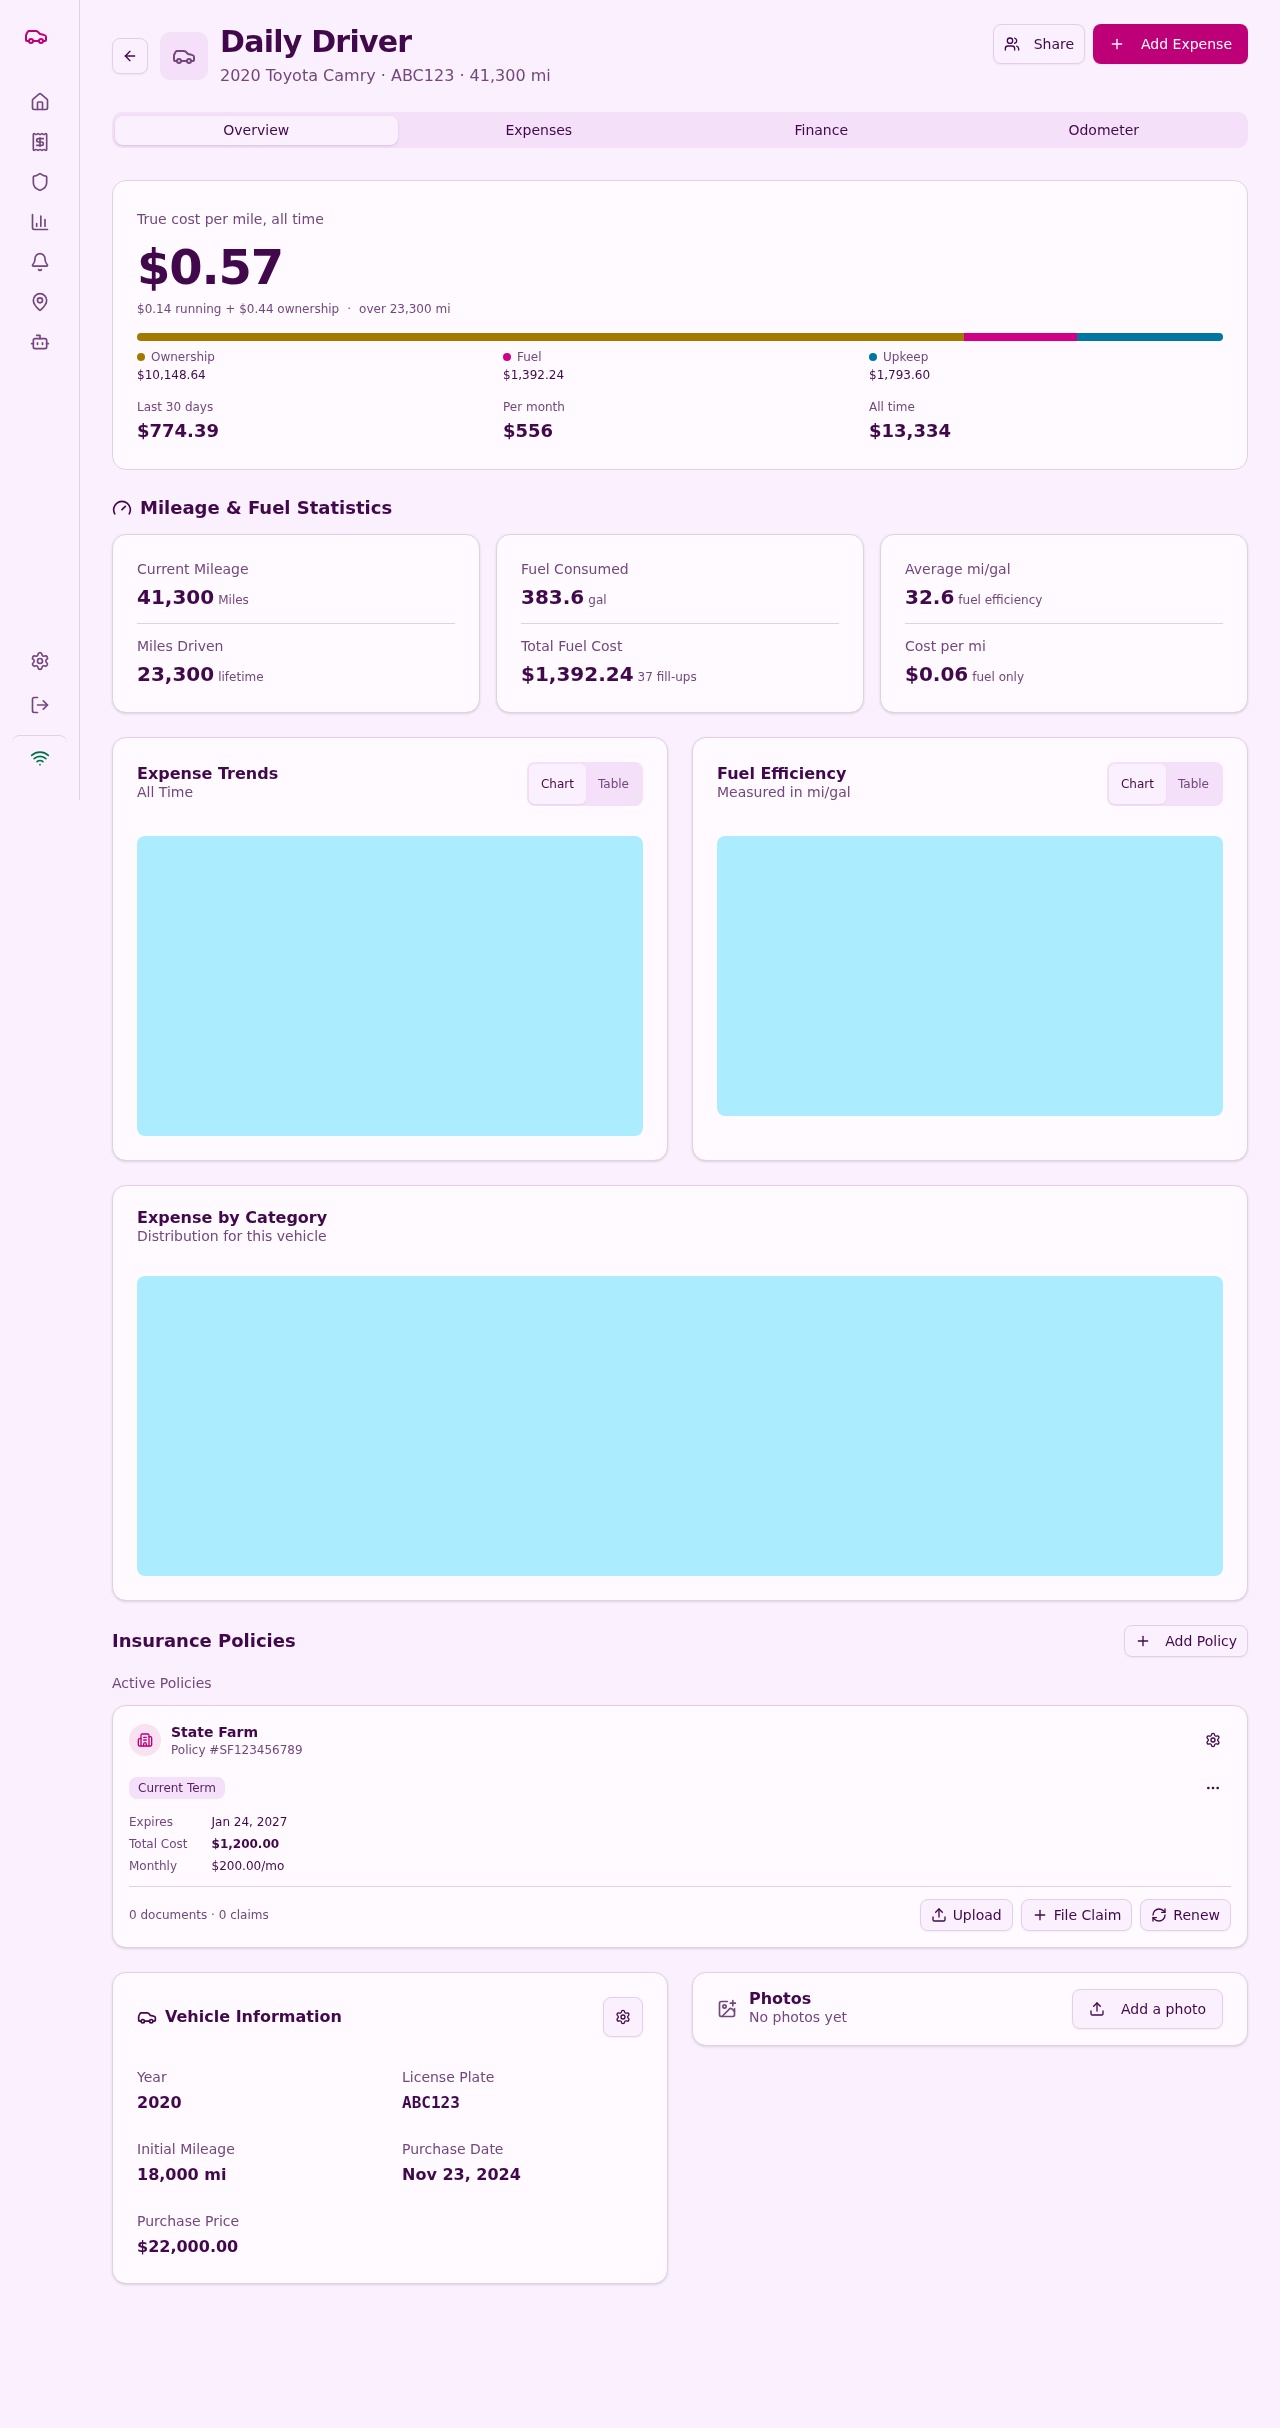 Daily Driver
2020 Toyota Camry · ABC123 · 41,300 mi
Share
Add Expense
Overview
Expenses
Finance
Odometer
True cost per mile, all time
$0.57
$0.14 running + $0.44 ownership · over 23,300 mi
Ownership
$10,148.64
Fuel
$1,392.24
Upkeep
$1,793.60
Last 30 days
$774.39
Per month
$556
All time
$13,334
Mileage & Fuel Statistics
Current Mileage
41,300 Miles
Miles Driven
23,300 lifetime
Fuel Consumed
383.6 gal
Total Fuel Cost
$1,392.24 37 fill-ups
Average mi/gal
32.6 fuel efficiency
Cost per mi
$0.06 fuel only
Expense Trends
All Time
Chart
Table
Fuel Efficiency
Measured in mi/gal
Chart
Table
Expense by Category
Distribution for this vehicle
Insurance Policies
Add Policy
Active Policies
State Farm
Policy #SF123456789
Current Term
Expires Jan 24, 2027
Total Cost $1,200.00
Monthly $200.00/mo
0 documents · 0 claims
Upload
File Claim
Renew
Vehicle Information
Year
2020
License Plate
ABC123
Initial Mileage
18,000 mi
Purchase Date
Nov 23, 2024
Purchase Price
$22,000.00
Photos
No photos yet
Add a photo